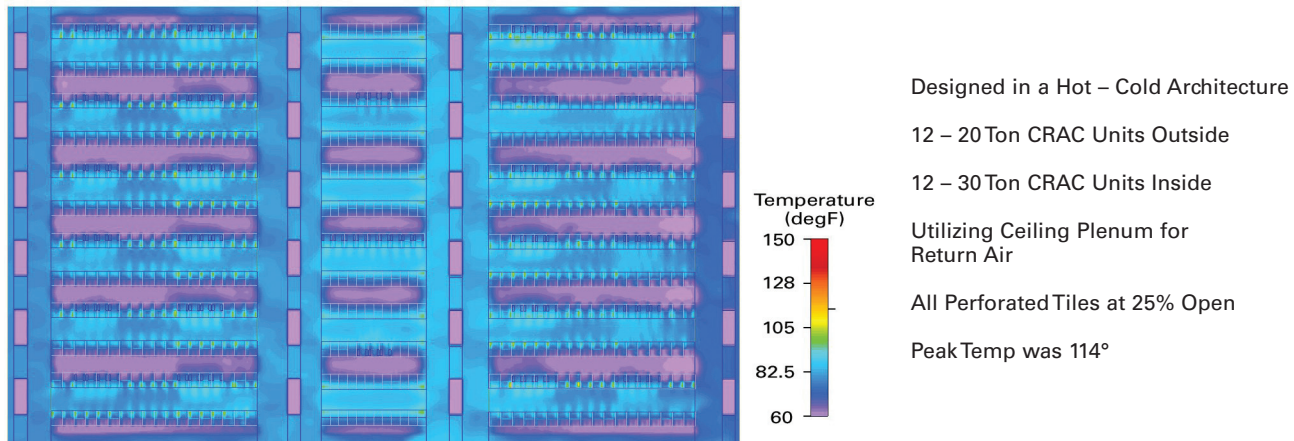 Temperature
(degF)
150
128
105
82.5
60
Designed in a Hot – Cold Architecture
12 – 20 Ton CRAC Units Outside
12 – 30 Ton CRAC Units Inside
Utilizing Ceiling Plenum for
Return Air
All Perforated Tiles at 25% Open
Peak Temp was 114°